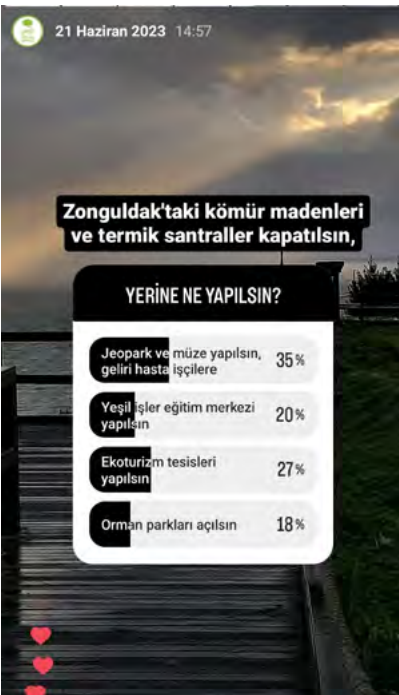 21 Haziran 2023 14:57
Zonguldak'taki kömür madenleri
ve termik santraller kapatılsın,
YERİNE NE YAPILSIN?
Jeopark ve müze yapılsın,
geliri hasta işçilere
35%
Yeşil işler eğitim merkezi
yapılsın
20%
Ekoturizm tesisleri
yapılsın
27%
Orman parkları açılsın
18%